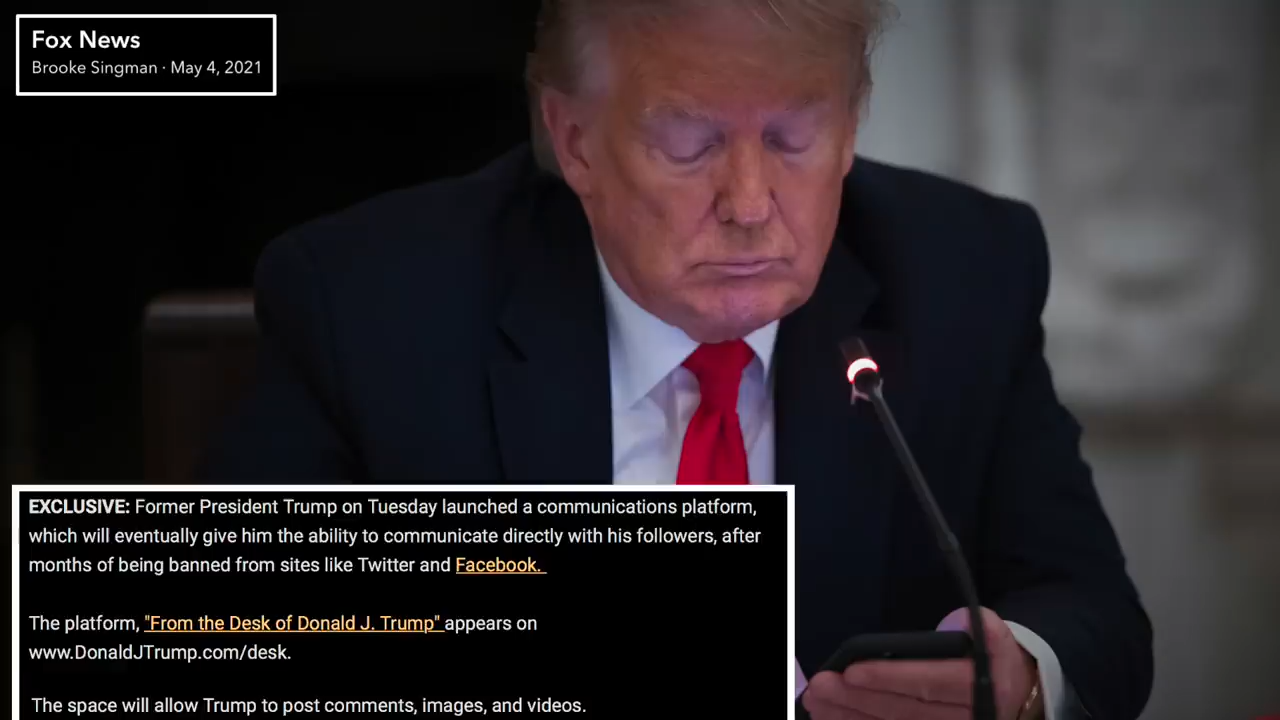 Fox News
Brooke Singman · May 4, 2021
EXCLUSIVE: Former President Trump on Tuesday launched a communications platform,
which will eventually give him the ability to communicate directly with his followers, after
months of being banned from sites like Twitter and Facebook.
The platform, "From the Desk of Donald J. Trump" appears on
www.DonaldJTrump.com/desk.
The space will allow Trump to post comments, images, and videos.